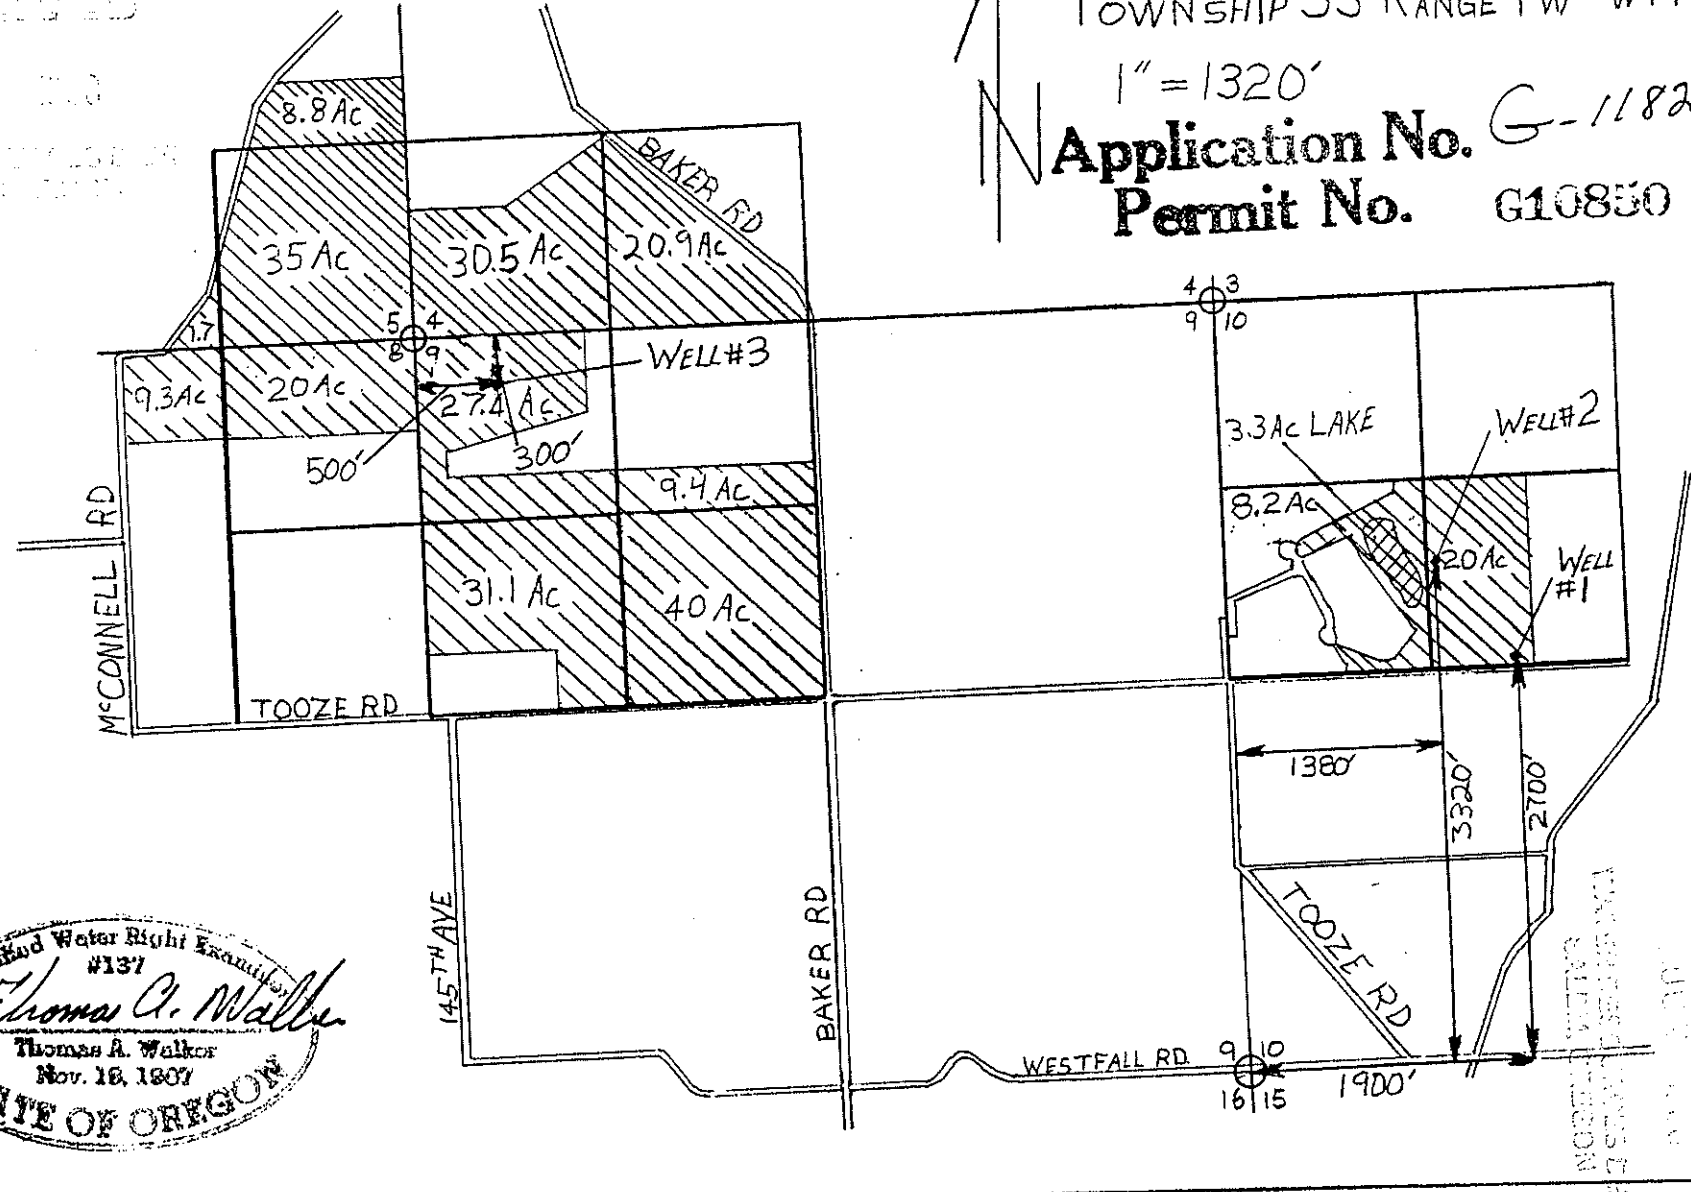 TOWNSHIP 3S RANGE 1W
1" = 1320'
N
Application No. G-1182
Permit No. G10850
8.8 Ac
BAKER RD
35 Ac
30.5 Ac
20.9 Ac
1.7
5 4
8 9
4 3
9 10
WELL #3
9.3 Ac
20 Ac
27.4 Ac
500'
300'
3.3 Ac LAKE
WELL #2
9.4 Ac
8.2 Ac
20 Ac
WELL
#1
31.1 Ac
40 Ac
McCONNELL RD
TOOZE RD
1380'
3320'
2700'
145TH AVE
BAKER RD
TOOZE RD
WESTFALL RD
9 10
16 15
1900'
Water Right Examiner
#137
Thomas A. Walker
Thomas A. Walker
Nov. 18, 1987
OF OREGON